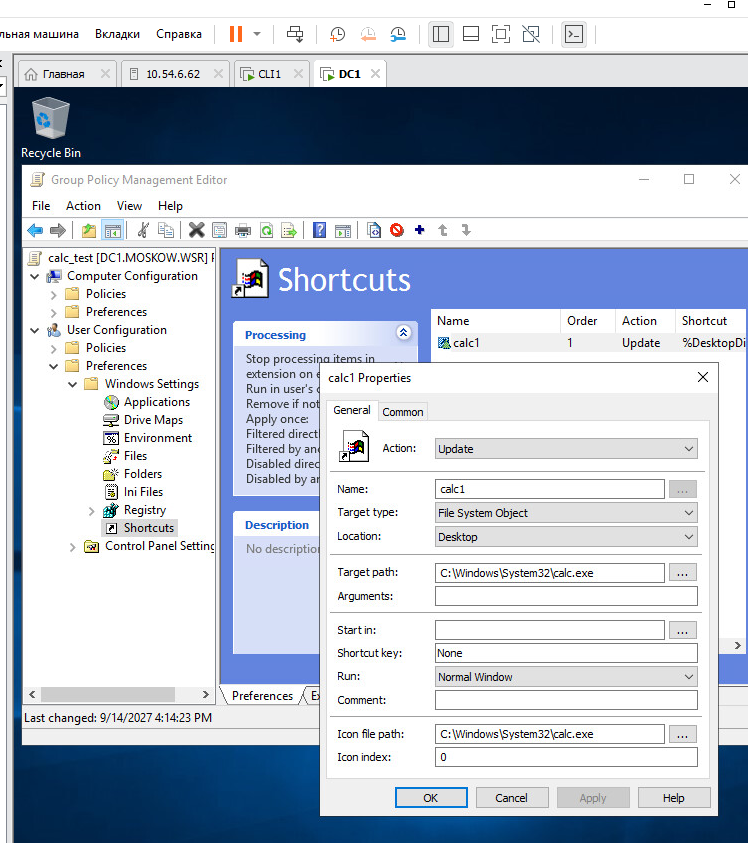 льная машина Вкладки Справка
Главная 10.54.6.62 CLI1 DC1
Recycle Bin
Group Policy Management Editor
File Action View Help
calc_test [DC1.MOSKOW.WSR]
Computer Configuration
Policies
Preferences
User Configuration
Policies
Preferences
Windows Settings
Applications
Drive Maps
Environment
Files
Folders
Ini Files
Registry
Shortcuts
Control Panel Setting
Shortcuts
Processing
Stop processing items in
extension on e
Run in user's c
Remove if not
Apply once:
Filtered direct
Filtered by an
Disabled direc
Disabled by an
Description
No description
Name Order Action Shortcut
calc1 1 Update %DesktopDi
calc1 Properties
General Common
Action: Update
Name: calc1 ...
Target type: File System Object
Location: Desktop
Target path: C:\Windows\System32\calc.exe ...
Arguments:
Start in: ...
Shortcut key: None
Run: Normal Window
Comment:
Icon file path: C:\Windows\System32\calc.exe ...
Icon index: 0
OK Cancel Apply Help
Preferences Ex
Last changed: 9/14/2027 4:14:23 PM